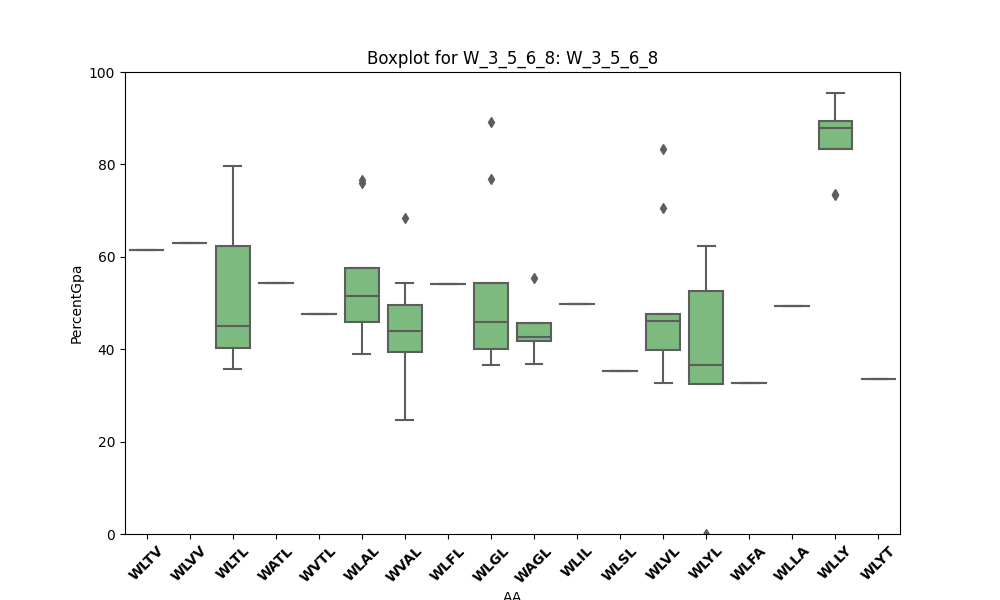 Boxplot for W_3_5_6_8: W_3_5_6_8
100
80
60
40
20
0
PercentGpa
WLTV WLVV WLTL WATL WVTL WLAL WVAL WLFL WLGL WAGL WLIL WLSL WLVL WLYL WLFA WLLA WLLY WLYT
AA